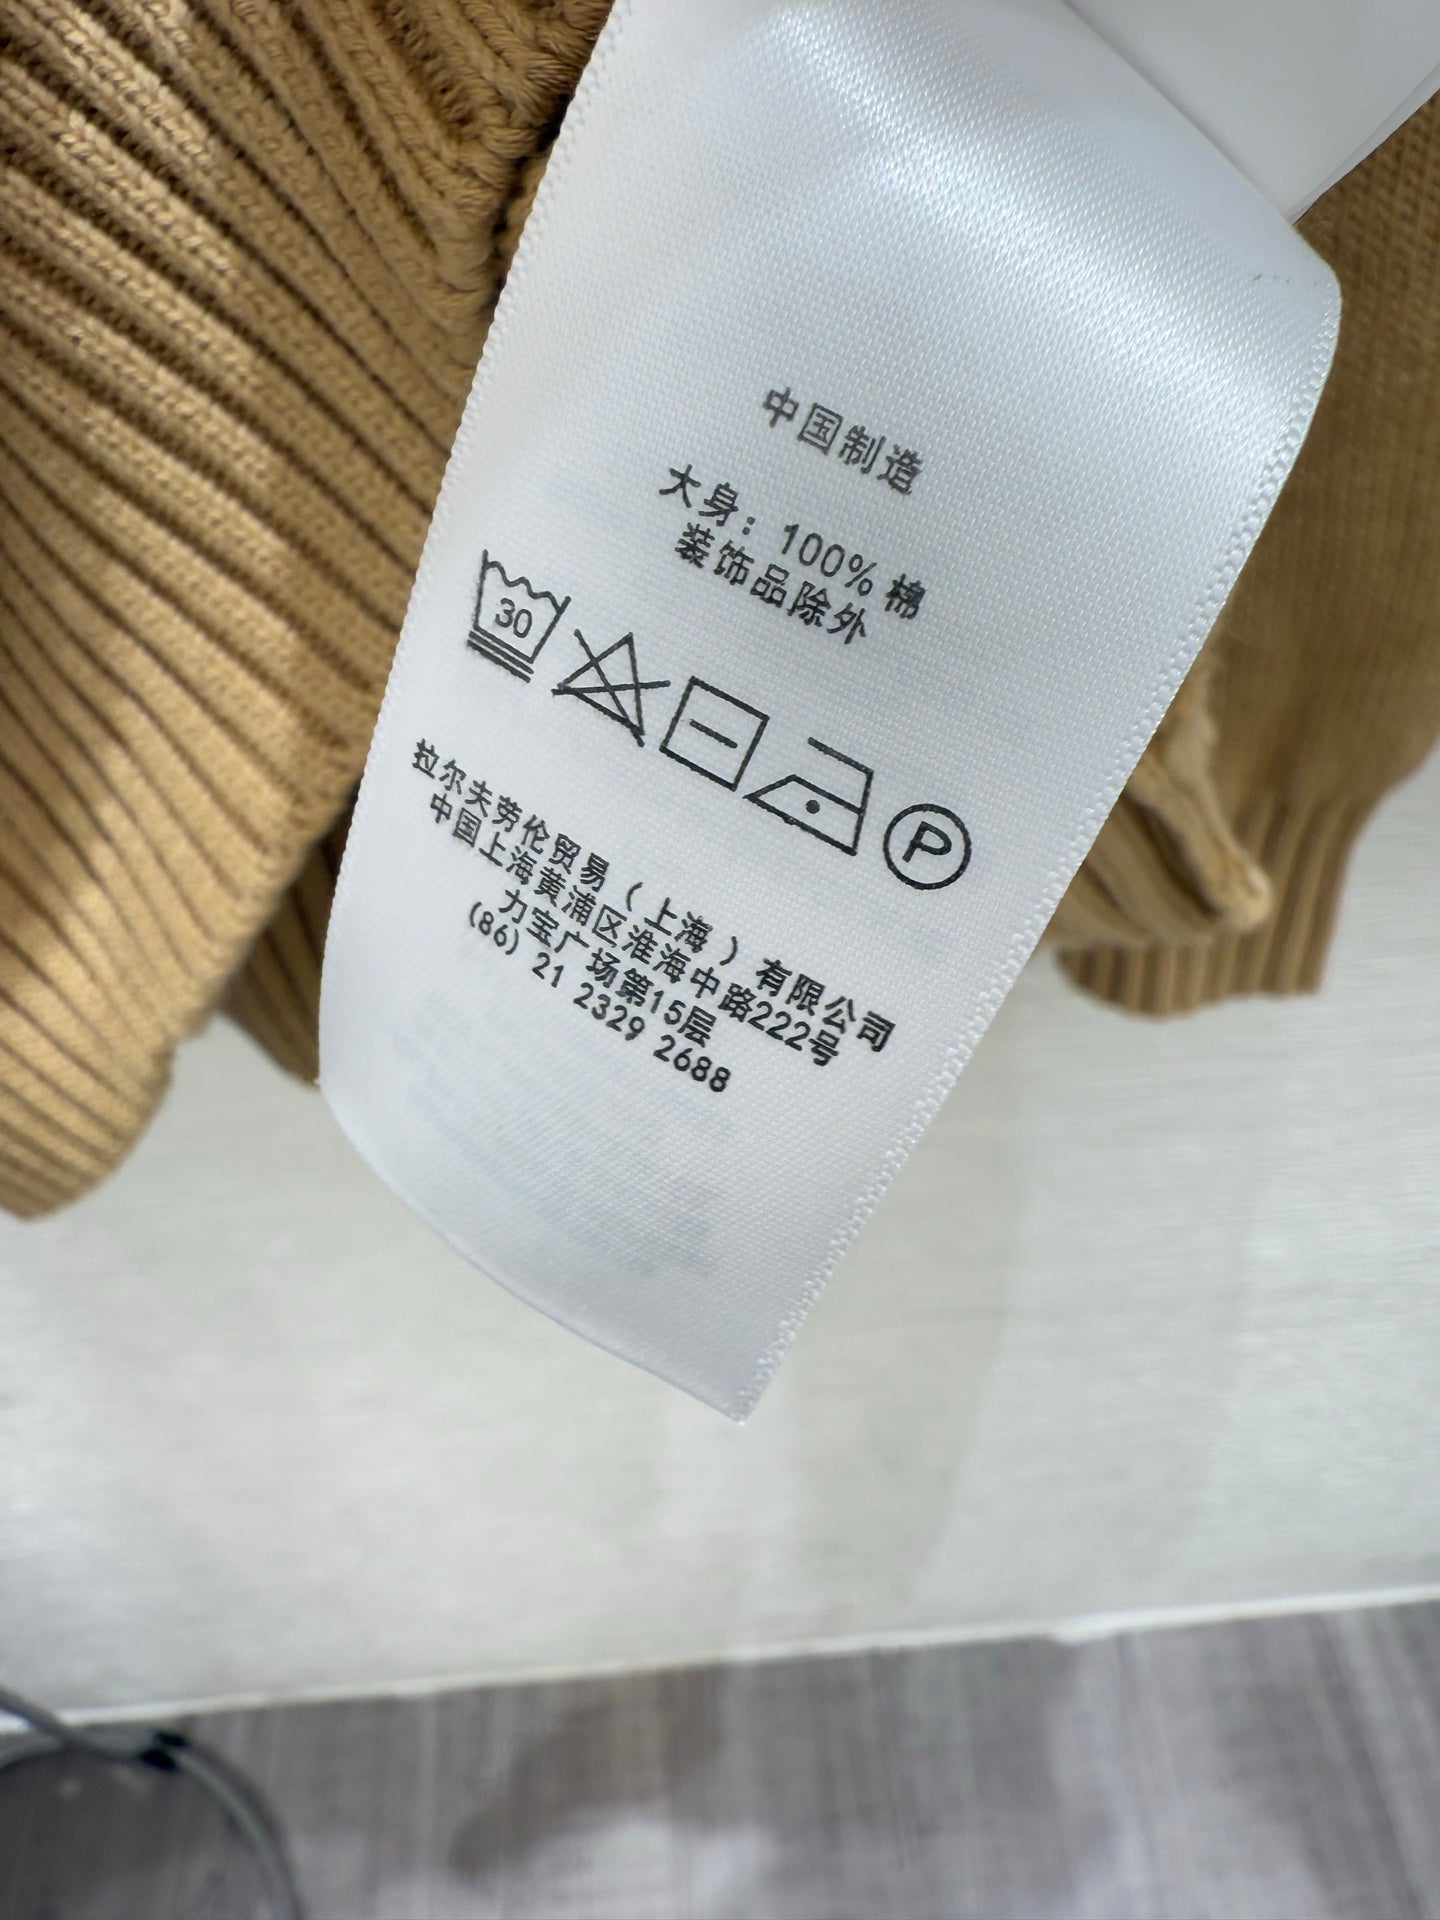 中国制造
大身：100% 棉
装饰品除外
30
P
拉尔夫劳伦贸易（上海）有限公司
中国上海黄浦区淮海中路222号
力宝广场第15层
(86) 21 2329 2688